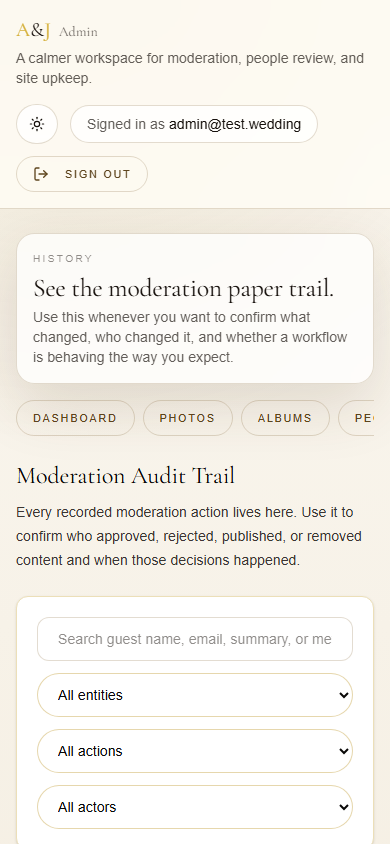 A&J Admin
A calmer workspace for moderation, people review, and
site upkeep.
Signed in as admin@test.wedding
SIGN OUT
HISTORY
See the moderation paper trail.
Use this whenever you want to confirm what
changed, who changed it, and whether a workflow
is behaving the way you expect.
DASHBOARD PHOTOS ALBUMS
Moderation Audit Trail
Every recorded moderation action lives here. Use it to
confirm who approved, rejected, published, or removed
content and when those decisions happened.
Search guest name, email, summary, or me
All entities
All actions
All actors